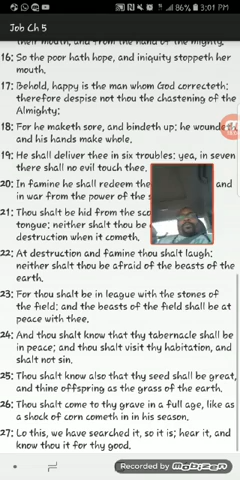 86% 3:01 PM
Job Ch 5
their mouth, and from the hand of the mighty.
16: So the poor hath hope, and iniquity stoppeth her
mouth.
17: Behold, happy is the man whom God correcteth:
therefore despise not thou the chastening of the
Almighty:
18: For he maketh sore, and bindeth up: he woundeth,
and his hands make whole.
19: He shall deliver thee in six troubles: yea, in seven
there shall no evil touch thee.
20: In famine he shall redeem the and
in war from the power of the s
21: Thou shalt be hid from the sco
tongue: neither shalt thou be
destruction when it cometh.
22: At destruction and famine thou shalt laugh:
neither shalt thou be afraid of the beasts of the
earth.
23: For thou shalt be in league with the stones of
the field: and the beasts of the field shall be at
peace with thee.
24: And thou shalt know that thy tabernacle shall be
in peace; and thou shalt visit thy habitation, and
shalt not sin.
25: Thou shalt know also that thy seed shall be great,
and thine offspring as the grass of the earth.
26: Thou shalt come to thy grave in a full age, like as
a shock of corn cometh in in his season.
27: Lo this, we have searched it, so it is; hear it, and
know thou it for thy good.
Recorded by mobizen